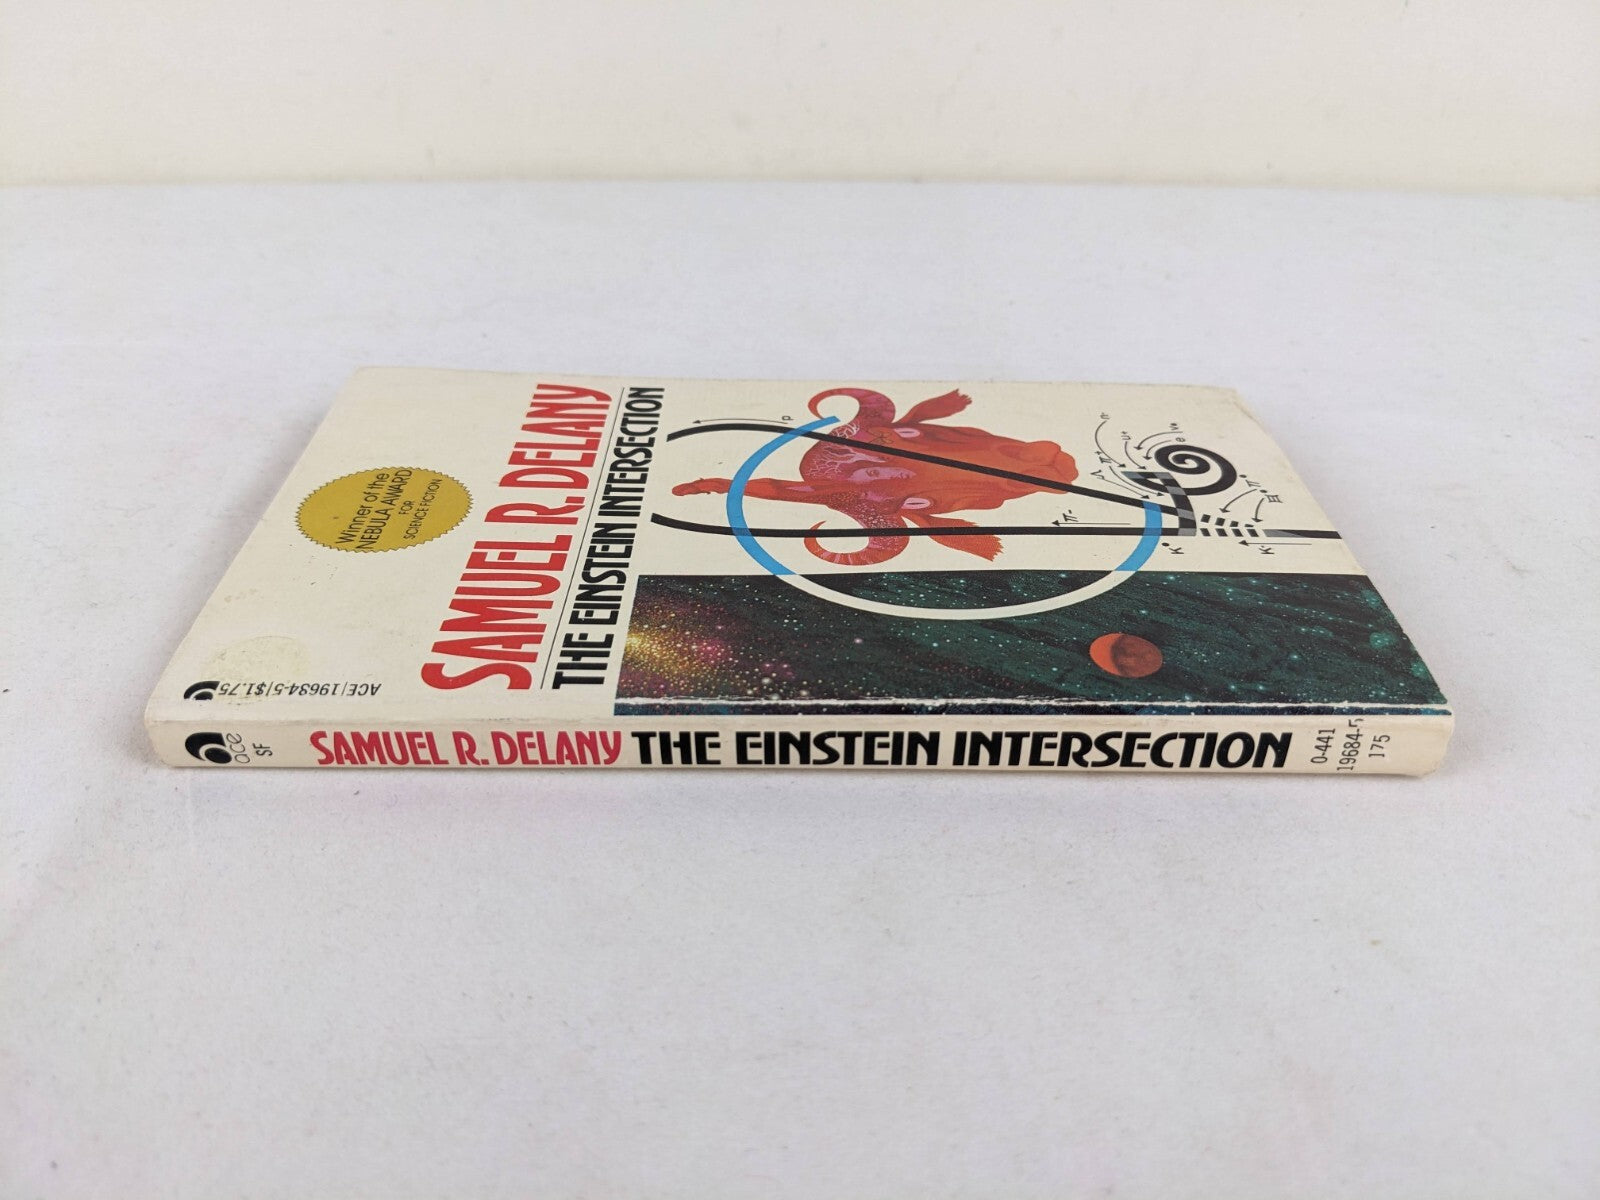 Winner of the
NEBULA AWARD
FOR
SCIENCE FICTION
SAMUEL R. DELANY
THE EINSTEIN INTERSECTION
ACE/19684-5/$1.75
p
π-
K°
K-
ace
SF
SAMUEL R. DELANY THE EINSTEIN INTERSECTION
0-441
19684-5
175